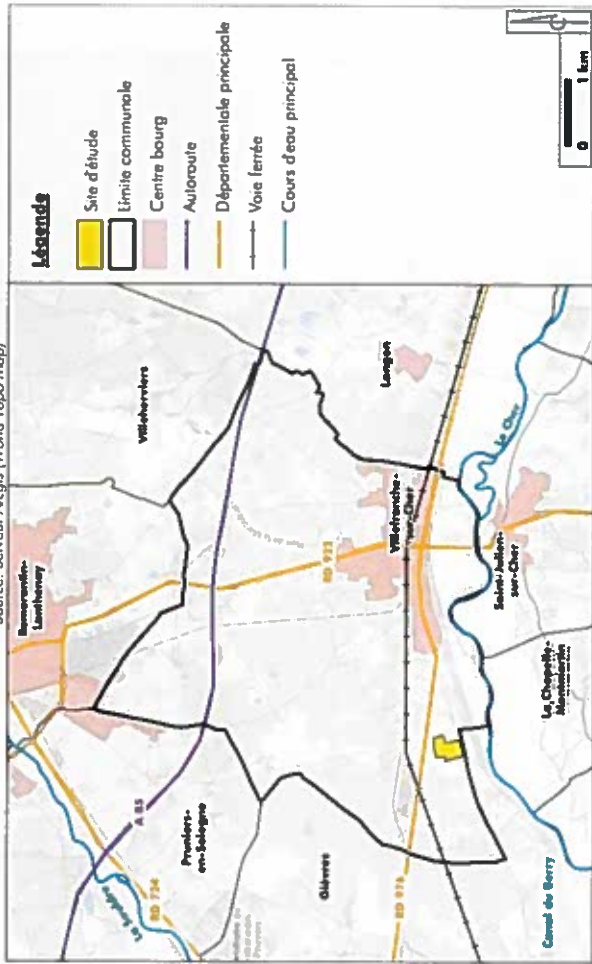 Légende
Site d'étude
Limite communale
Centre bourg
Autoroute
Départementale principale
Voie ferrée
Cours d'eau principal
0 1 km
Romorantin-
Lanthenay
Villeherviers
A 85
RD 724
RD 922
Pruniers-
en-Sologne
Gièvres
Langon
Villefranche-
sur-Cher
Le Cher
RD 976
Saint-Julien-
sur-Cher
La Chapelle-
Montmartin
Canal du Berry